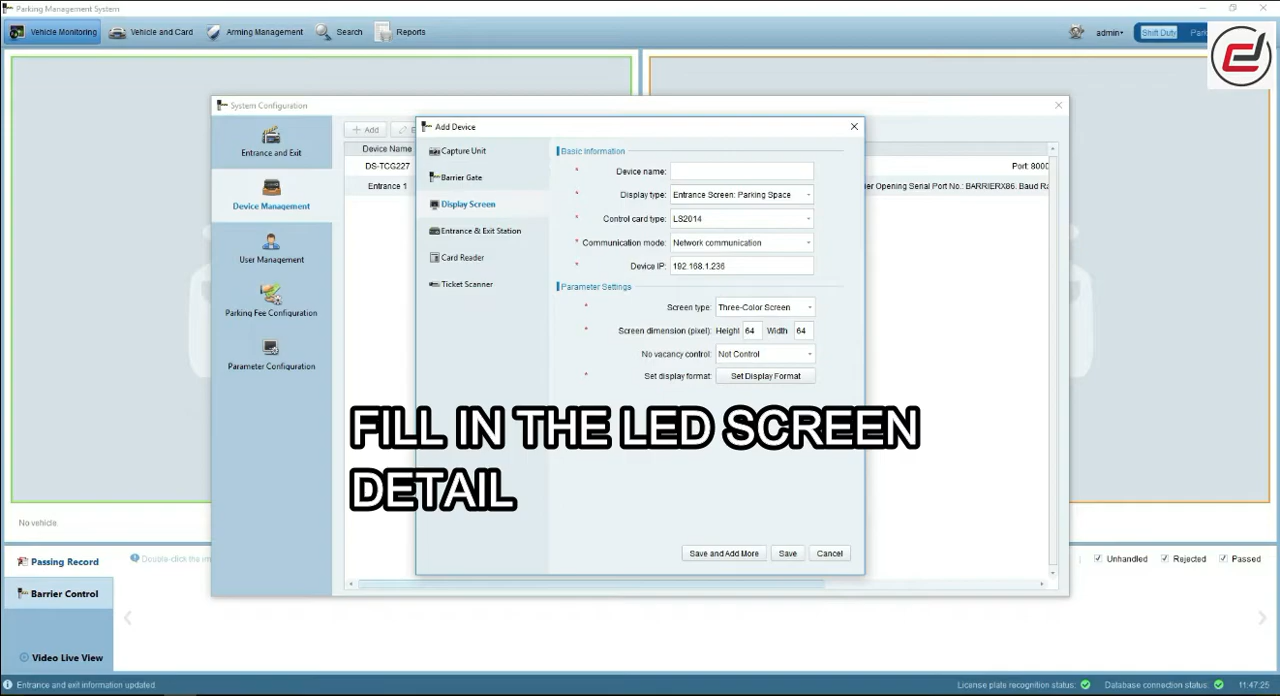 Parking Management System
Vehicle Monitoring
Vehicle and Card
Arming Management
Search
Reports
admin
Shift Duty
System Configuration
Entrance and Exit
Device Management
User Management
Parking Fee Configuration
Parameter Configuration
Add
Device Name
DS-TCG227
Port: 8000
Entrance 1
Opening Serial Port No.: BARRIERX86. Baud
Add Device
Capture Unit
Barrier Gate
Display Screen
Entrance & Exit Station
Card Reader
Ticket Scanner
Basic Information
* Device name:
* Display type: Entrance Screen: Parking Space
* Control card type: LS2014
* Communication mode: Network communication
* Device IP: 192.168.1.236
Parameter Settings
* Screen type: Three-Color Screen
* Screen dimension (pixel): Height 64 Width 64
No vacancy control: Not Control
* Set display format: Set Display Format
FILL IN THE LED SCREEN
DETAIL
Save and Add More Save Cancel
No vehicle
Passing Record
Double-click the
Unhandled Rejected Passed
Barrier Control
Video Live View
Entrance and exit information updated
License plate recognition status: Database connection status: 11:47:25